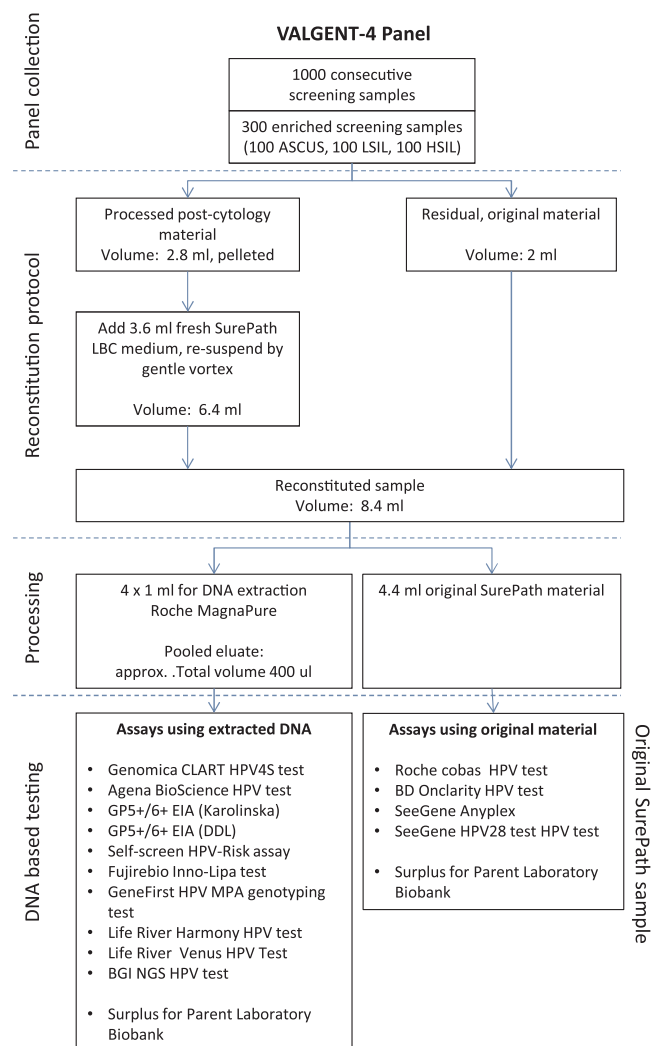 VALGENT-4 Panel
Panel collection
1000 consecutive
screening samples
300 enriched screening samples
(100 ASCUS, 100 LSIL, 100 HSIL)
Reconstitution protocol
Processed post-cytology
material
Volume: 2.8 ml, pelleted
Residual, original material
Volume: 2 ml
Add 3.6 ml fresh SurePath
LBC medium, re-suspend by
gentle vortex
Volume: 6.4 ml
Reconstituted sample
Volume: 8.4 ml
Processing
4 x 1 ml for DNA extraction
Roche MagnaPure
Pooled eluate:
approx. .Total volume 400 ul
4.4 ml original SurePath material
DNA based testing
Assays using extracted DNA
• Genomica CLART HPV4S test
• Agena BioScience HPV test
• GP5+/6+ EIA (Karolinska)
• GP5+/6+ EIA (DDL)
• Self-screen HPV-Risk assay
• Fujirebio Inno-Lipa test
• GeneFirst HPV MPA genotyping
test
• Life River Harmony HPV test
• Life River Venus HPV Test
• BGI NGS HPV test
• Surplus for Parent Laboratory
Biobank
Assays using original material
• Roche cobas HPV test
• BD Onclarity HPV test
• SeeGene Anyplex
• SeeGene HPV28 test HPV test
• Surplus for Parent Laboratory
Biobank
Original SurePath sample